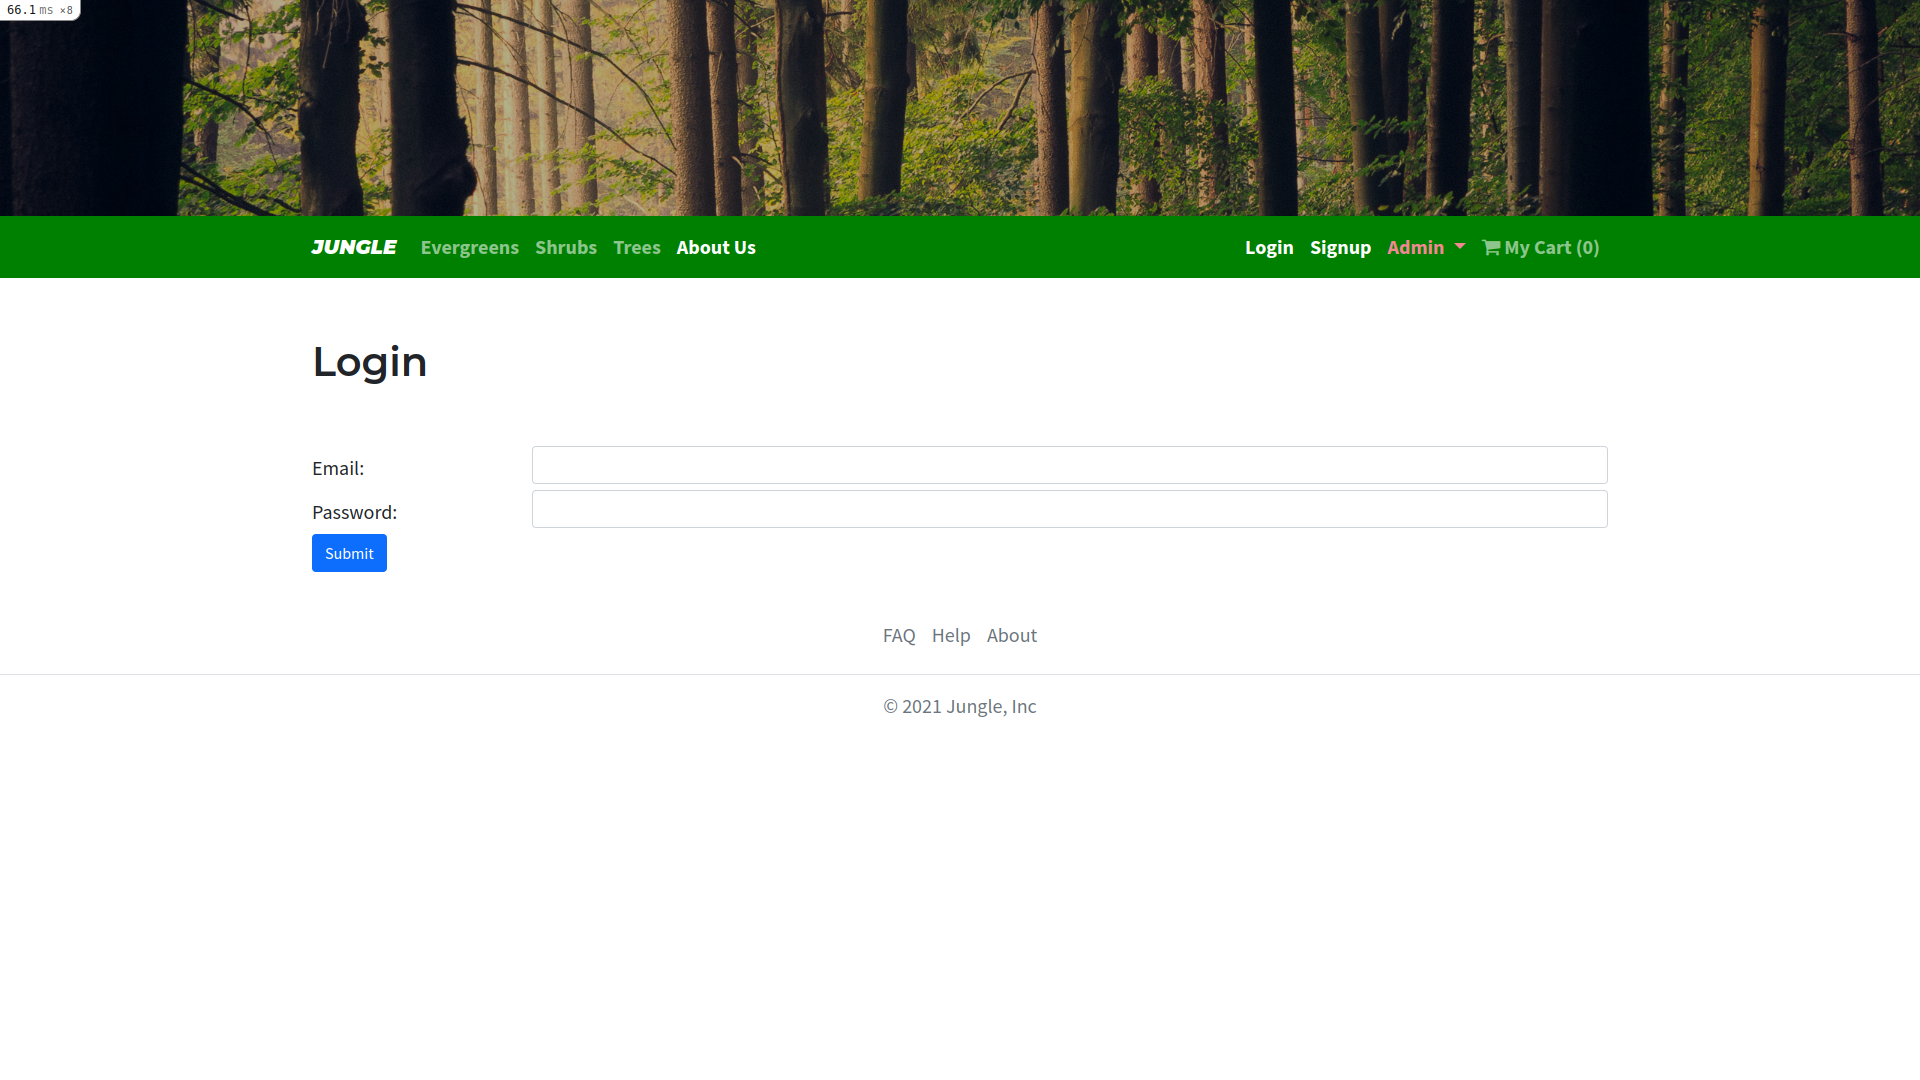 66.1 ms ×8
JUNGLE Evergreens Shrubs Trees About Us Login Signup Admin My Cart (0)
Login
Email:
Password:
Submit
FAQ Help About
© 2021 Jungle, Inc